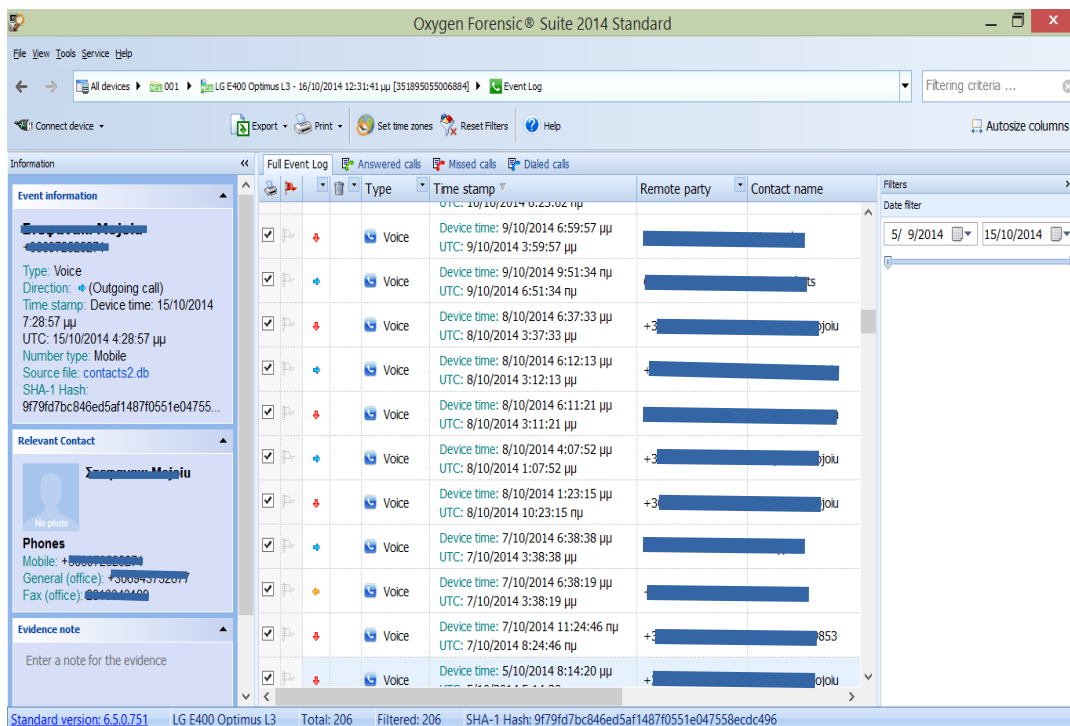 Oxygen Forensic® Suite 2014 Standard
File View Tools Service Help
All devices 001 LG E400 Optimus L3 - 16/10/2014 12:31:41 μμ [351895055006884] Event Log
Filtering criteria ...
Connect device Export Print Set time zones Reset Filters Help Autosize columns
Information
Event information
Type: Voice
Direction: (Outgoing call)
Time stamp: Device time: 15/10/2014
7:28:57 μμ
UTC: 15/10/2014 4:28:57 μμ
Number type: Mobile
Source file: contacts2.db
SHA-1 Hash:
9f79fd7bc846ed5af1487f0551e04755...
Relevant Contact
No photo
Phones
Mobile:
General (office):
Fax (office):
Evidence note
Enter a note for the evidence
Full Event Log Answered calls Missed calls Dialed calls
Type Time stamp Remote party Contact name
Voice Device time: 9/10/2014 6:59:57 μμ
UTC: 9/10/2014 3:59:57 μμ
Voice Device time: 9/10/2014 9:51:34 πμ
UTC: 9/10/2014 6:51:34 πμ
ts
Voice Device time: 8/10/2014 6:37:33 μμ
UTC: 8/10/2014 3:37:33 μμ
+3 ojoiu
Voice Device time: 8/10/2014 6:12:13 μμ
UTC: 8/10/2014 3:12:13 μμ
Voice Device time: 8/10/2014 6:11:21 μμ
UTC: 8/10/2014 3:11:21 μμ
Voice Device time: 8/10/2014 4:07:52 μμ
UTC: 8/10/2014 1:07:52 μμ
+3 ojoiu
Voice Device time: 8/10/2014 1:23:15 μμ
UTC: 8/10/2014 10:23:15 πμ
+3 joiu
Voice Device time: 7/10/2014 6:38:38 μμ
UTC: 7/10/2014 3:38:38 μμ
Voice Device time: 7/10/2014 6:38:19 μμ
UTC: 7/10/2014 3:38:19 μμ
Voice Device time: 7/10/2014 11:24:46 πμ
UTC: 7/10/2014 8:24:46 πμ
+3 9853
Voice Device time: 5/10/2014 8:14:20 μμ
ojoiu
Filters
Date filter
5/ 9/2014 15/10/2014
Standard version: 6.5.0.751 LG E400 Optimus L3 Total: 206 Filtered: 206 SHA-1 Hash: 9f79fd7bc846ed5af1487f0551e047558ecdc496